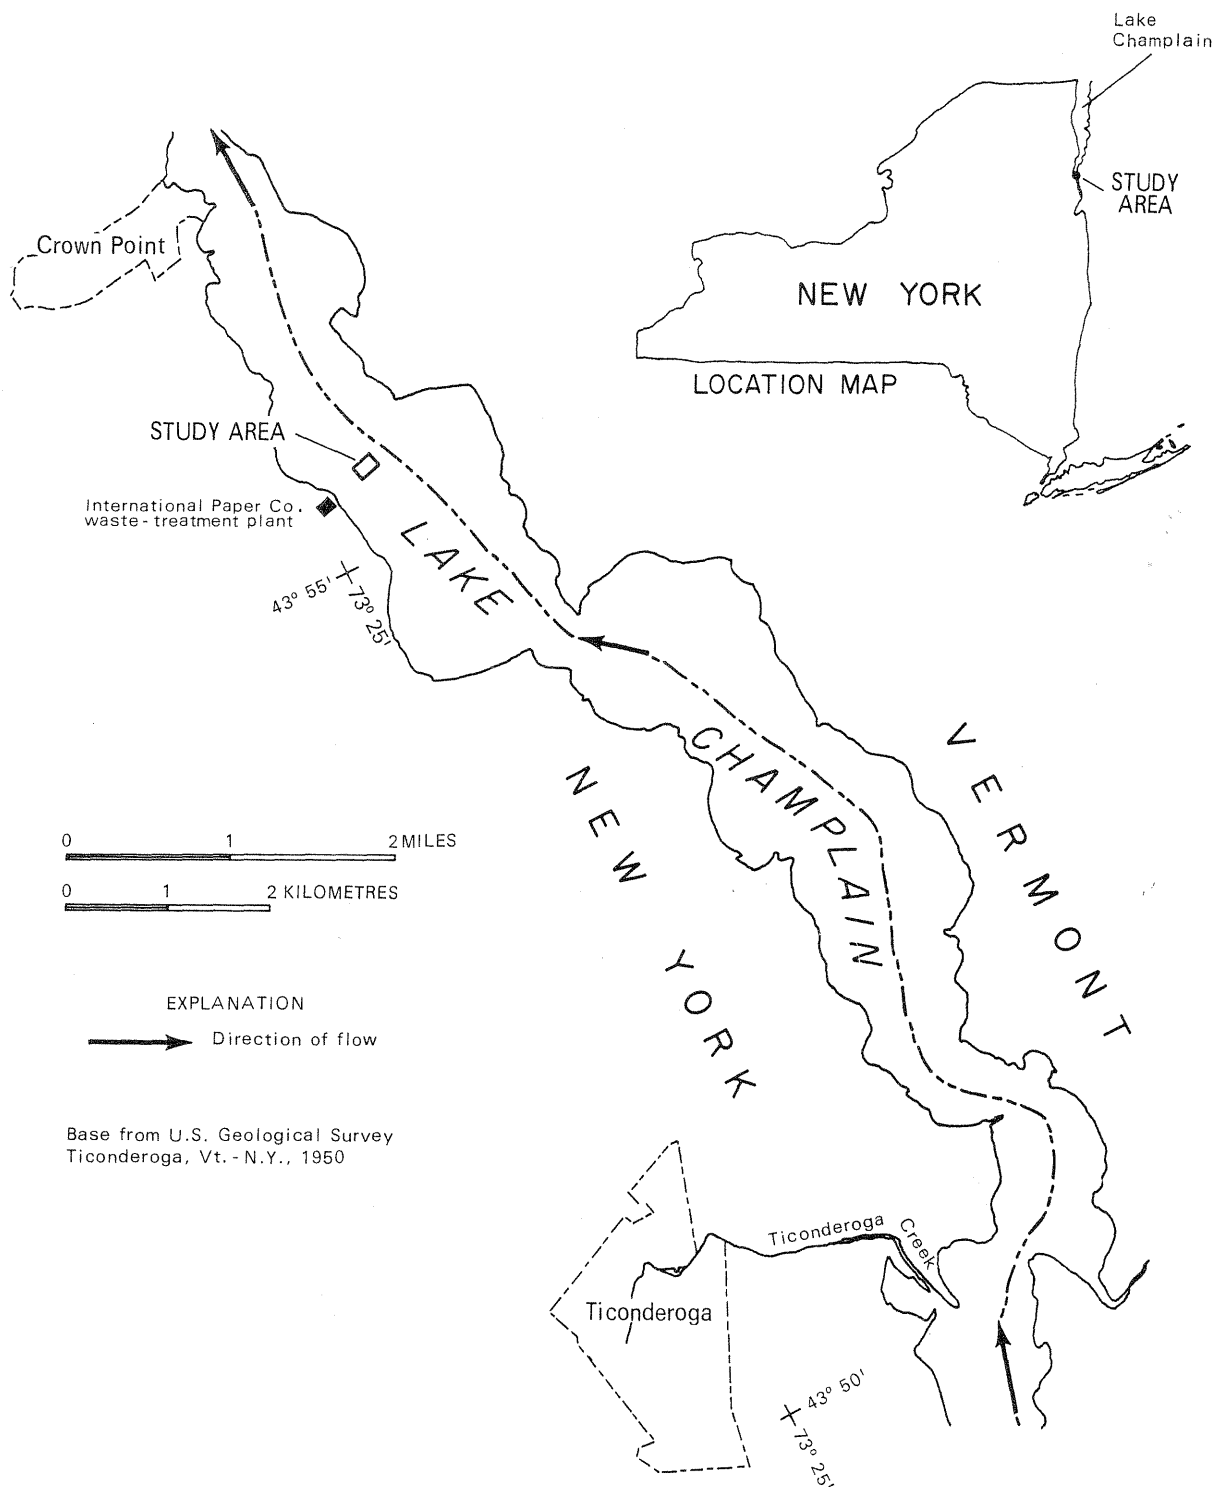 Lake
Champlain
STUDY
AREA
NEW YORK
LOCATION MAP
Crown Point
STUDY AREA
International Paper Co.
waste-treatment plant
43° 55'
73° 25'
LAKE
CHAMPLAIN
VERMONT
NEW YORK
0 1 2 MILES
0 1 2 KILOMETRES
EXPLANATION
Direction of flow
Base from U.S. Geological Survey
Ticonderoga, Vt.-N.Y., 1950
Ticonderoga Creek
Ticonderoga
43° 50'
73° 25'